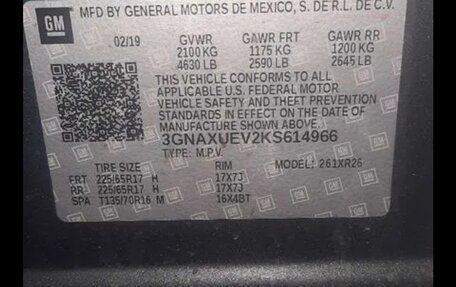 GM
MFD BY GENERAL MOTORS DE MEXICO, S. DE R.L. DE C.V.
02/19 GVWR GAWR FRT GAWR RR
2100 KG 1175 KG 1200 KG
4630 LB 2590 LB 2645 LB
THIS VEHICLE CONFORMS TO ALL
APPLICABLE U.S. FEDERAL MOTOR
VEHICLE SAFETY AND THEFT PREVENTION
STANDARDS IN EFFECT ON THE DATE OF
MANUFACTURE SHOWN ABOVE.
3GNAXUEV2KS614966
TYPE: M.P.V. MODEL: 261XR26
TIRE SIZE RIM
FRT 225/65R17 H 17X7J
RR 225/65R17 H 17X7J
SPA T135/70R16 M 16X4BT